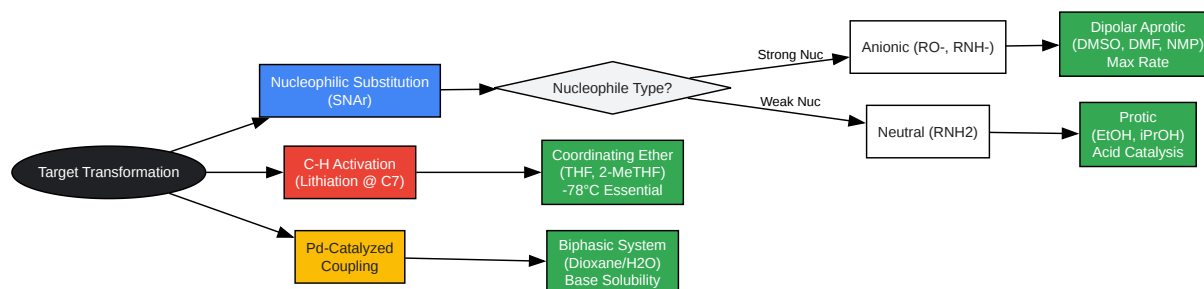 Target Transformation
Nucleophilic Substitution
(SNAr)
Nucleophile Type?
Strong Nuc
Anionic (RO-, RNH-)
Dipolar Aprotic
(DMSO, DMF, NMP)
Max Rate
Weak Nuc
Neutral (RNH2)
Protic
(EtOH, iPrOH)
Acid Catalysis
C-H Activation
(Lithiation @ C7)
Coordinating Ether
(THF, 2-MeTHF)
-78°C Essential
Pd-Catalyzed
Coupling
Biphasic System
(Dioxane/H2O)
Base Solubility